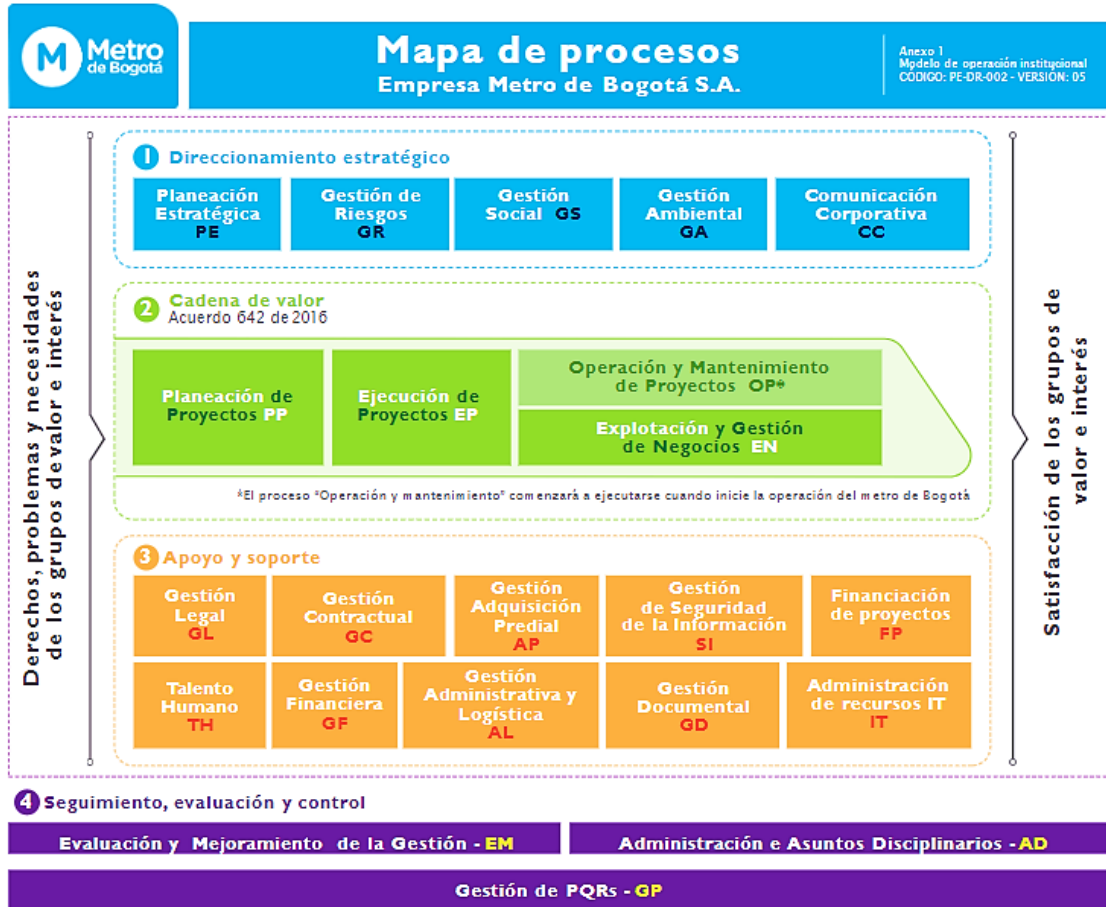 Metro
de Bogotá
Mapa de procesos
Empresa Metro de Bogotá S.A.
Anexo 1
Modelo de operación institucional
CÓDIGO: PE-DR-002 - VERSIÓN: 05
Derechos, problemas y necesidades
de los grupos devalor e interés
1 Direccionamiento estratégico
Planeación
Estratégica
PE
Gestión de
Riesgos
GR
Gestión
Social GS
Gestión
Ambiental
GA
Comunicación
Corporativa
CC
2 Cadena de valor
Acuerdo 642 de 2016
Planeación de
Proyectos PP
Ejecución de
Proyectos EP
Operación y Mantenimiento
de Proyectos OP*
Explotación y Gestión
de Negocios EN
*El proceso "Operación y mantenimiento" comenzará a ejecutarse cuando inicie la operación del metro de Bogotá
3 Apoyo y soporte
Gestión
Legal
GL
Gestión
Contractual
GC
Gestión
Adquisición
Predial
AP
Gestión
de Seguridad
de la Información
SI
Financiación
de proyectos
FP
Talento
Humano
TH
Gestión
Financiera
GF
Gestión
Administrativa y
Logística
AL
Gestión
Documental
GD
Administración
de recursos IT
IT
Satisfacción de los grupos de
valor e interés
4 Seguimiento, evaluación y control
Evaluación y Mejoramiento de la Gestión - EM
Administración e Asuntos Disciplinarios - AD
Gestión de PQRs - GP